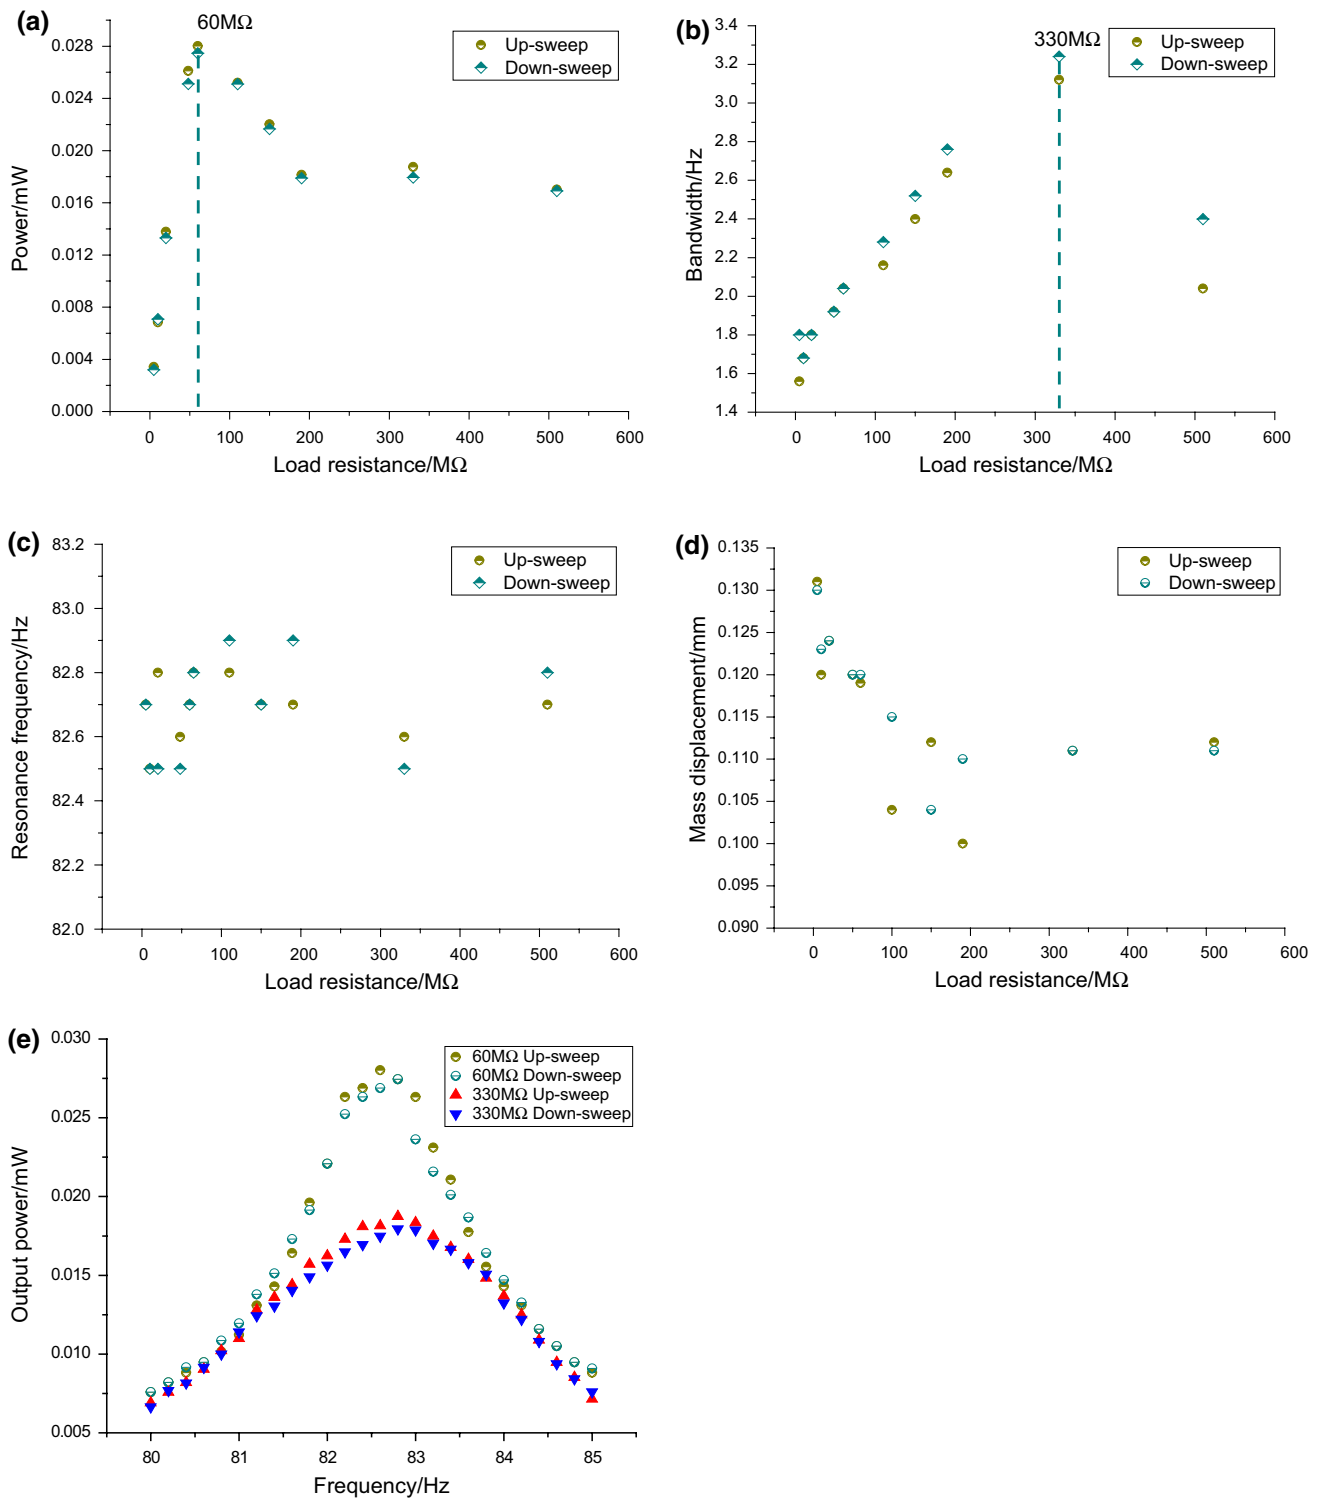 (a)
60MΩ
Up-sweep
Down-sweep
0.028
0.024
0.020
0.016
0.012
0.008
0.004
0.000
Power/mW
0 100 200 300 400 500 600
Load resistance/MΩ
(b)
330MΩ
Up-sweep
Down-sweep
3.4
3.2
3.0
2.8
2.6
2.4
2.2
2.0
1.8
1.6
1.4
Bandwidth/Hz
0 100 200 300 400 500 600
Load resistance/MΩ
(c)
Up-sweep
Down-sweep
83.2
83.0
82.8
82.6
82.4
82.2
82.0
Resonance frequency/Hz
0 100 200 300 400 500 600
Load resistance/MΩ
(d)
Up-sweep
Down-sweep
0.135
0.130
0.125
0.120
0.115
0.110
0.105
0.100
0.095
0.090
Mass displacement/mm
0 100 200 300 400 500 600
Load resistance/MΩ
(e)
60MΩ Up-sweep
60MΩ Down-sweep
330MΩ Up-sweep
330MΩ Down-sweep
0.030
0.025
0.020
0.015
0.010
0.005
Output power/mW
80 81 82 83 84 85
Frequency/Hz